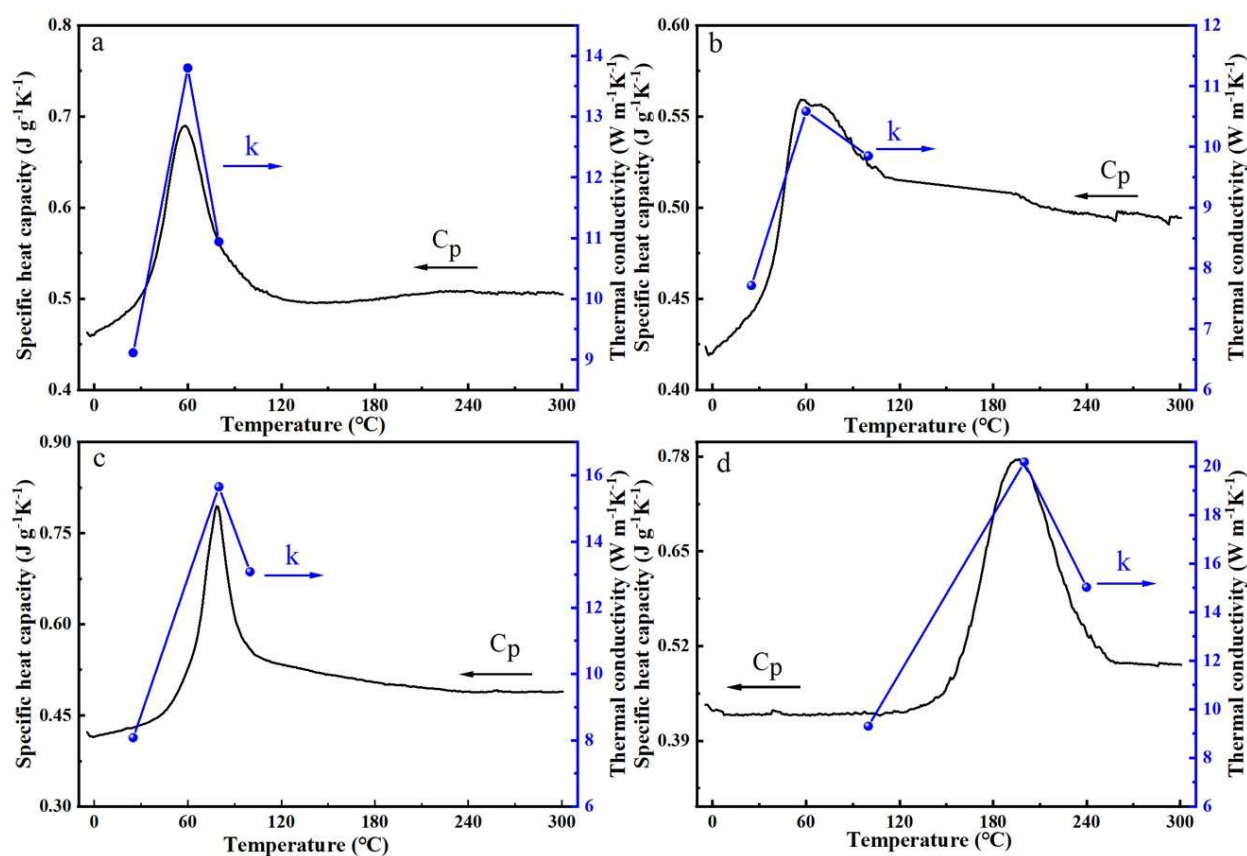 a
Specific heat capacity (J g⁻¹K⁻¹)
0.8
0.7
0.6
0.5
0.4
k
Cp
14
13
12
11
10
9
Thermal conductivity (W m⁻¹K⁻¹)
0 60 120 180 240 300
Temperature (℃)
b
Specific heat capacity (J g⁻¹K⁻¹)
0.60
0.55
0.50
0.45
0.40
k
Cp
12
11
10
9
8
7
6
Thermal conductivity (W m⁻¹K⁻¹)
0 60 120 180 240 300
Temperature (℃)
c
Specific heat capacity (J g⁻¹K⁻¹)
0.90
0.75
0.60
0.45
0.30
k
Cp
16
14
12
10
8
6
Thermal conductivity (W m⁻¹K⁻¹)
0 60 120 180 240 300
Temperature (℃)
d
Specific heat capacity (J g⁻¹K⁻¹)
0.78
0.65
0.52
0.39
k
Cp
20
18
16
14
12
10
8
6
Thermal conductivity (W m⁻¹K⁻¹)
0 60 120 180 240 300
Temperature (℃)